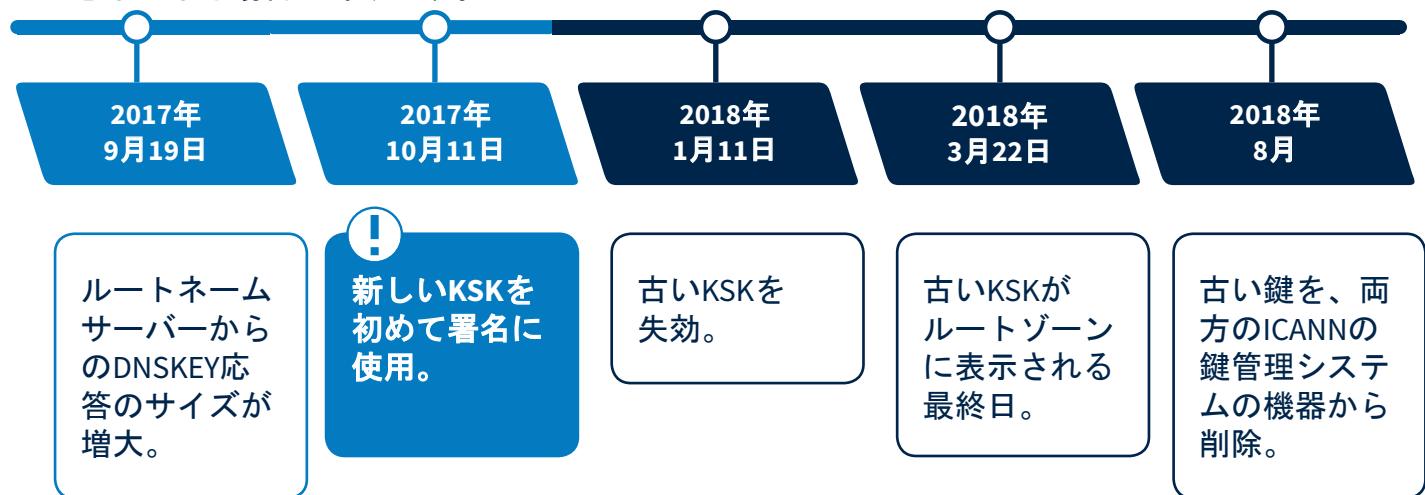 2017年
9月19日
2017年
10月11日
2018年
1月11日
2018年
3月22日
2018年
8月
ルートネーム
サーバーから
のDNSKEY応
答のサイズが
増大。
!
新しいKSKを
初めて署名に
使用。
古いKSKを
失効。
古いKSKが
ルートゾーン
に表示される
最終日。
古い鍵を、両
方のICANNの
鍵管理システ
ムの機器から
削除。